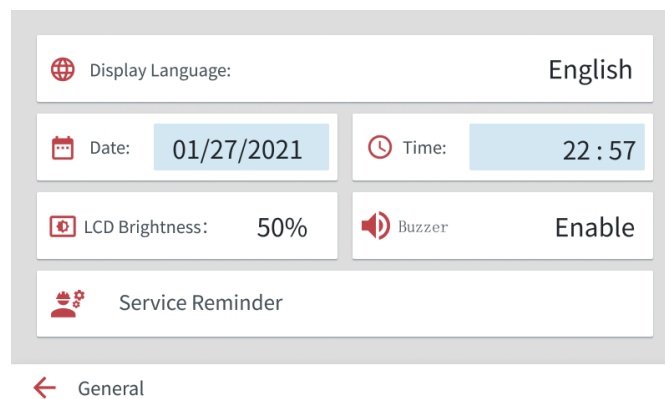 Display Language: English
Date: 01/27/2021 Time: 22 : 57
LCD Brightness: 50% Buzzer Enable
Service Reminder
General